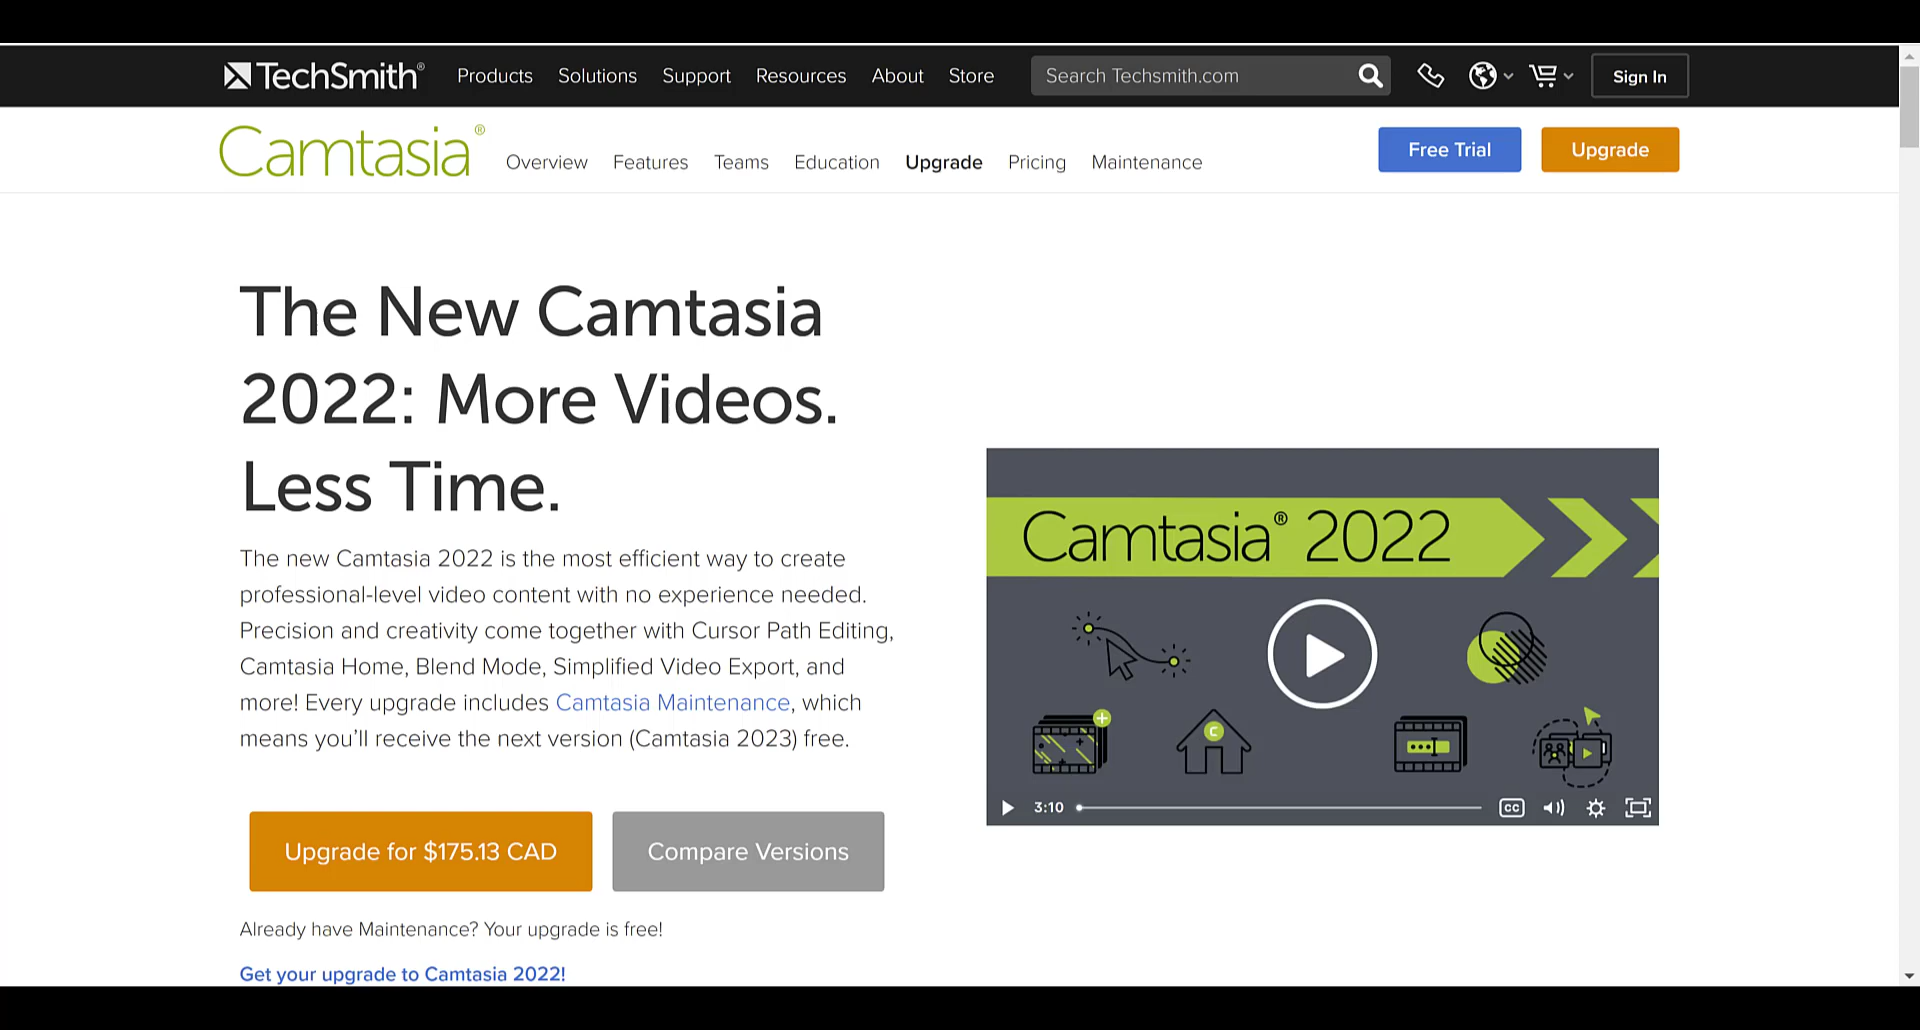 TechSmith®
Products
Solutions
Support
Resources
About
Store
Search Techsmith.com
Sign In
Camtasia®
Overview
Features
Teams
Education
Upgrade
Pricing
Maintenance
Free Trial
Upgrade
The New Camtasia
2022: More Videos.
Less Time.
The new Camtasia 2022 is the most efficient way to create
professional-level video content with no experience needed.
Precision and creativity come together with Cursor Path Editing,
Camtasia Home, Blend Mode, Simplified Video Export, and
more! Every upgrade includes Camtasia Maintenance, which
means you’ll receive the next version (Camtasia 2023) free.
Upgrade for $175.13 CAD
Compare Versions
Already have Maintenance? Your upgrade is free!
Get your upgrade to Camtasia 2022!
Camtasia® 2022
C
3:10
CC